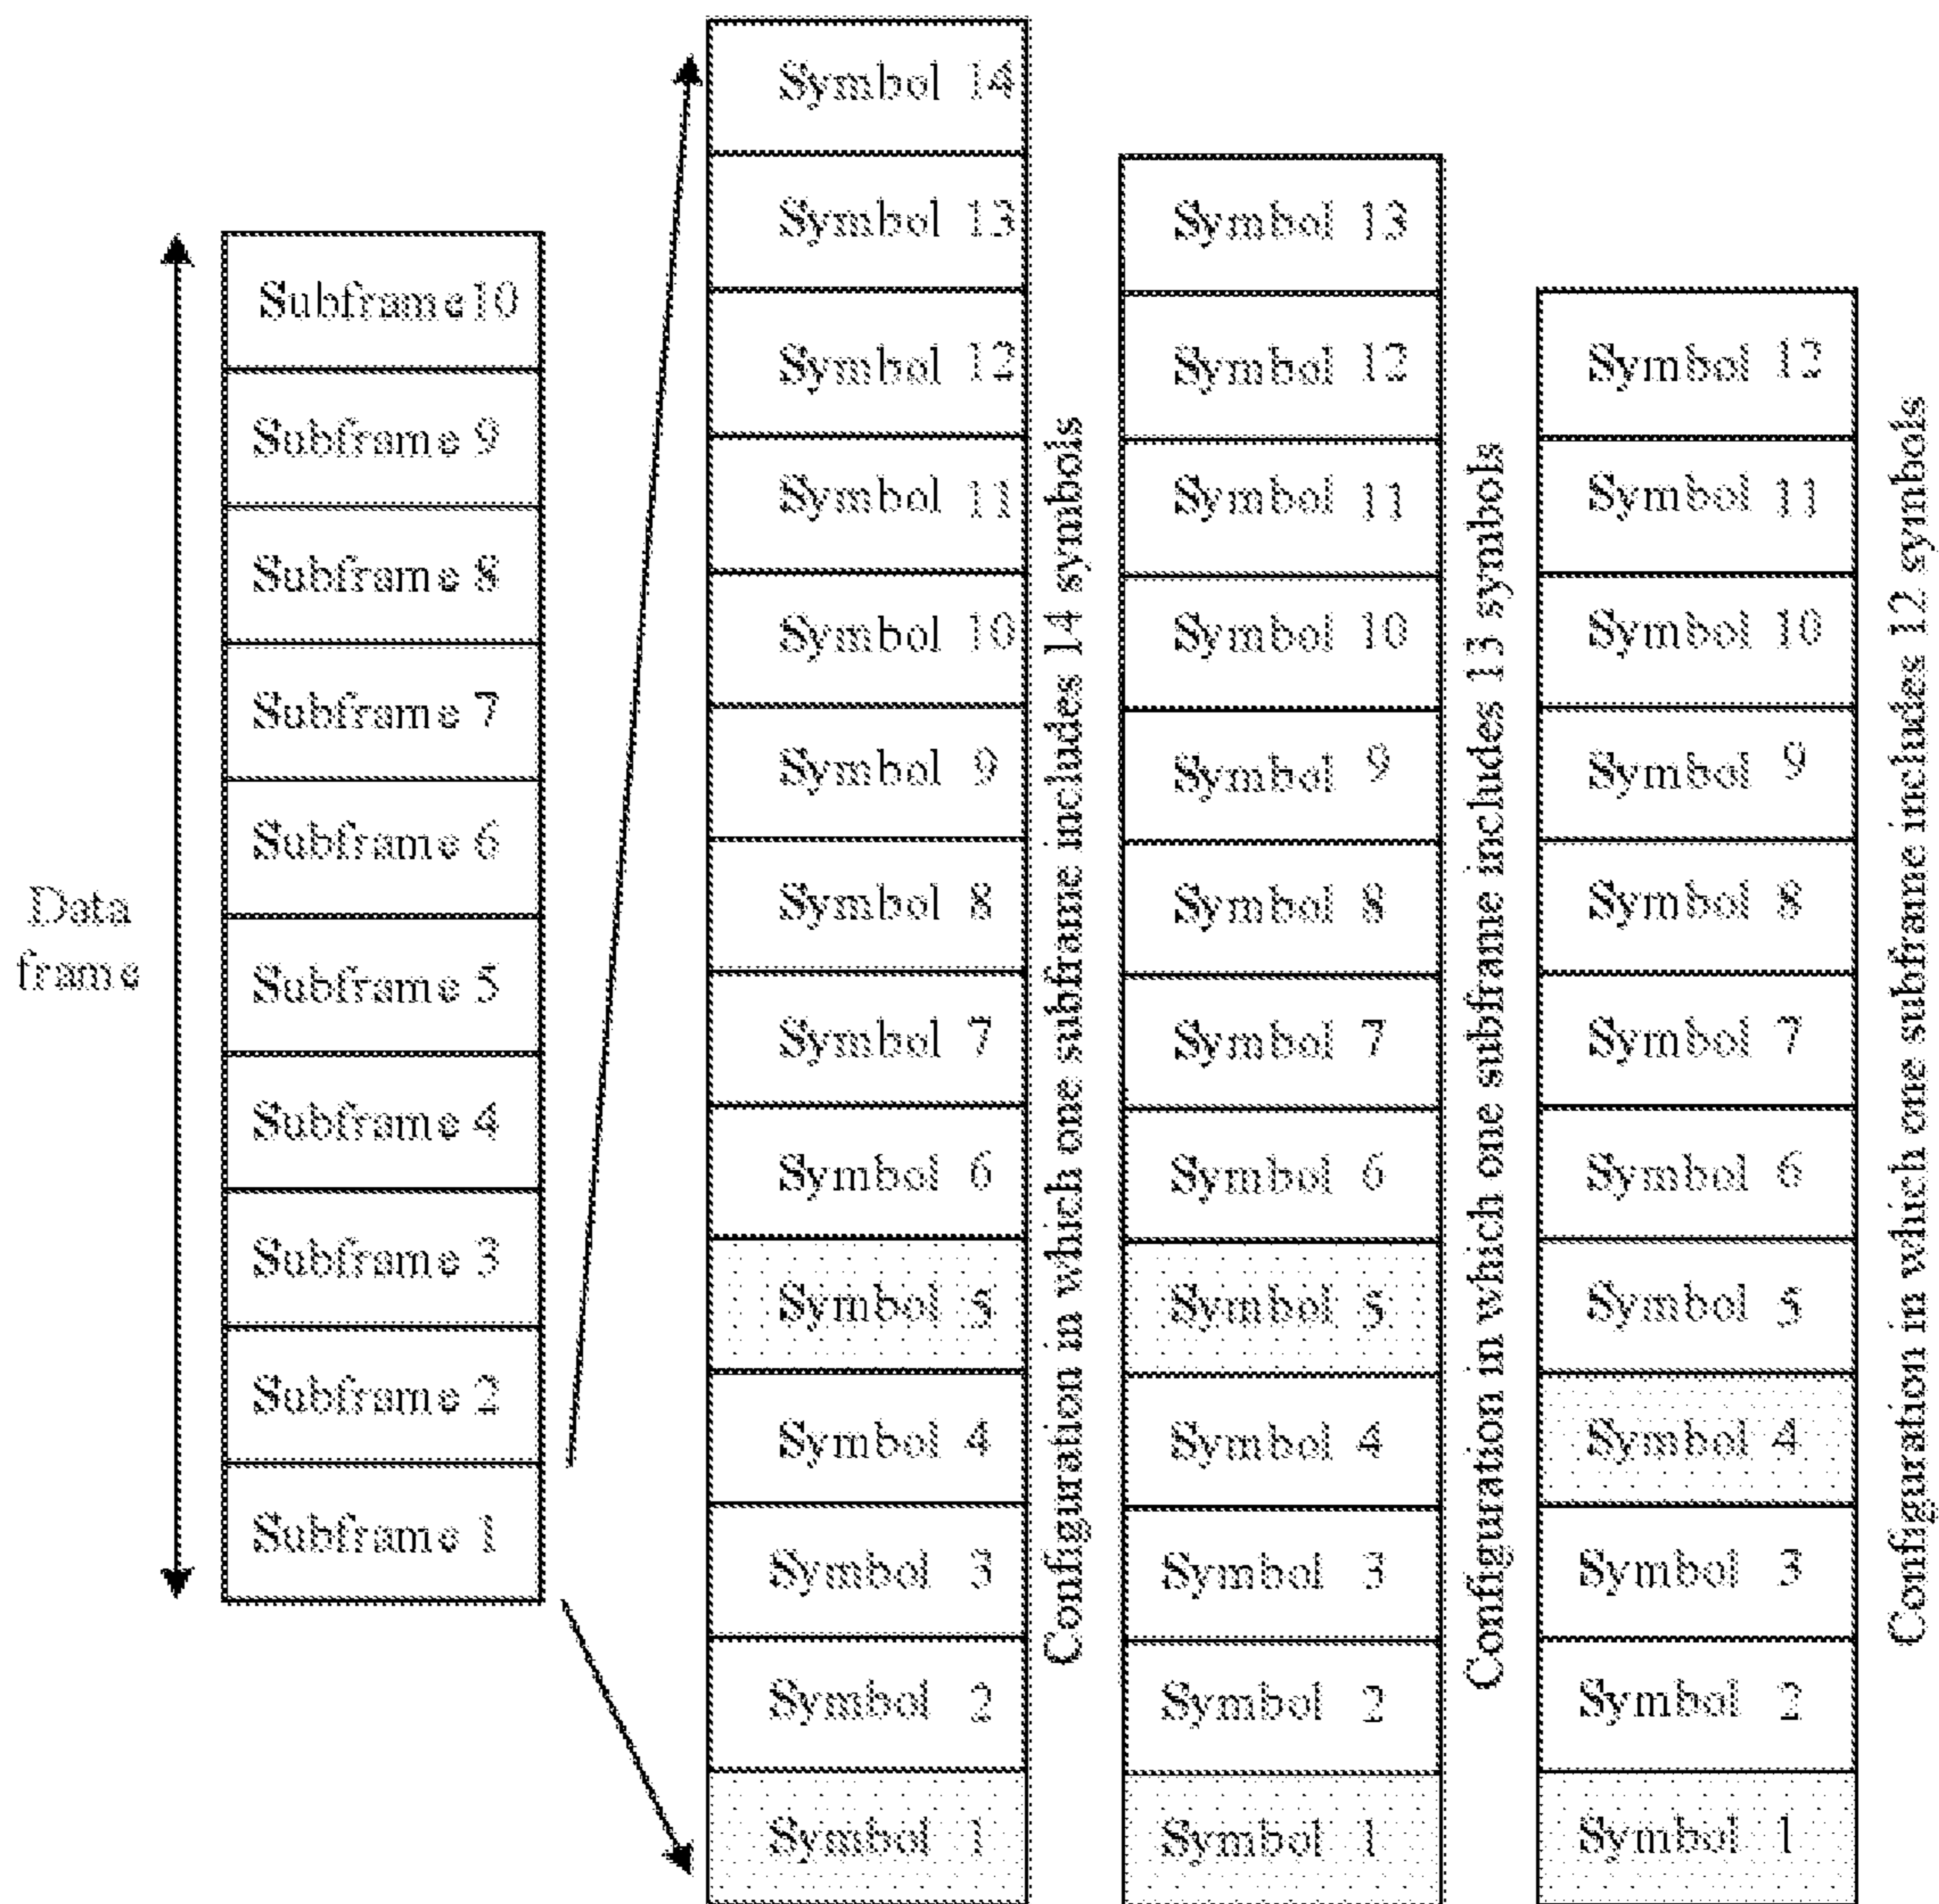 Data
frame
Subframe 10
Subframe 9
Subframe 8
Subframe 7
Subframe 6
Subframe 5
Subframe 4
Subframe 3
Subframe 2
Subframe 1
Symbol 14
Symbol 13
Symbol 12
Symbol 11
Symbol 10
Symbol 9
Symbol 8
Symbol 7
Symbol 6
Symbol 5
Symbol 4
Symbol 3
Symbol 2
Symbol 1
Configuration in which one subframe includes 14 symbols
Symbol 13
Symbol 12
Symbol 11
Symbol 10
Symbol 9
Symbol 8
Symbol 7
Symbol 6
Symbol 5
Symbol 4
Symbol 3
Symbol 2
Symbol 1
Configuration in which one subframe includes 13 symbols
Symbol 12
Symbol 11
Symbol 10
Symbol 9
Symbol 8
Symbol 7
Symbol 6
Symbol 5
Symbol 4
Symbol 3
Symbol 2
Symbol 1
Configuration in which one subframe includes 12 symbols